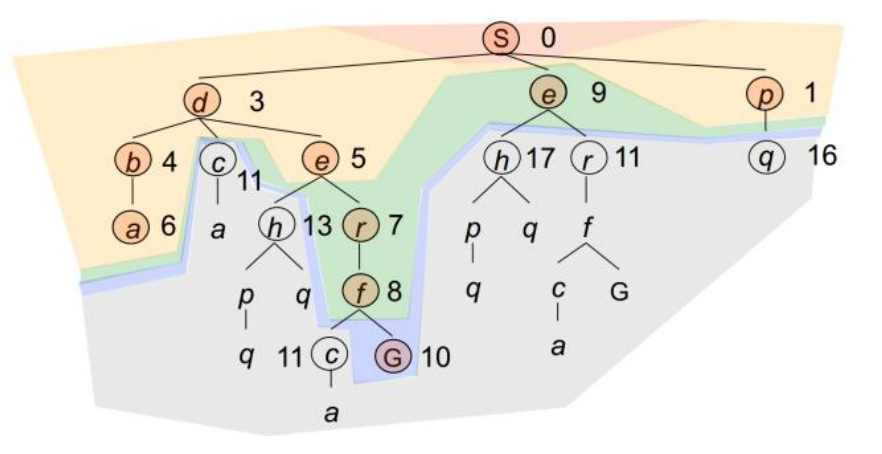 S 0
d 3 e 9 p 1
b 4 c 11 e 5 h 17 r 11 q 16
a 6 a h 13 r 7 p q f
p q f 8 q c G
q 11 c G 10 a
a